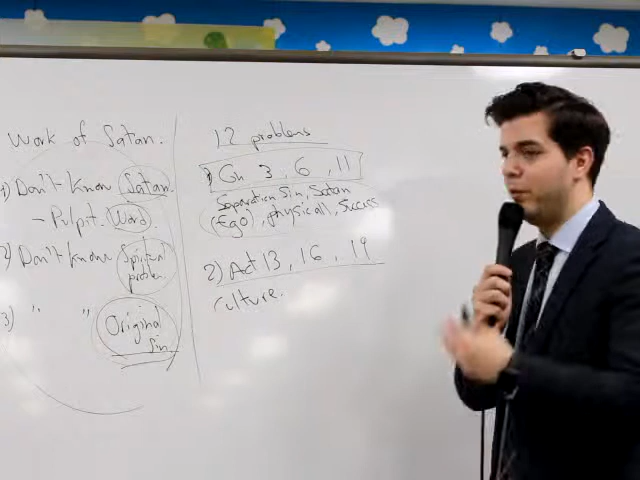 Work of Satan.
1) Don't Know Satan.
- Pulpit. Word.
2) Don't Know Spiritual
problem
3) " " Original
Sin
12 problems
1) Gn 3, 6, 11
Separation Sin, Satan
(Ego), physicall, Success
2) Act 13, 16, 19
culture.